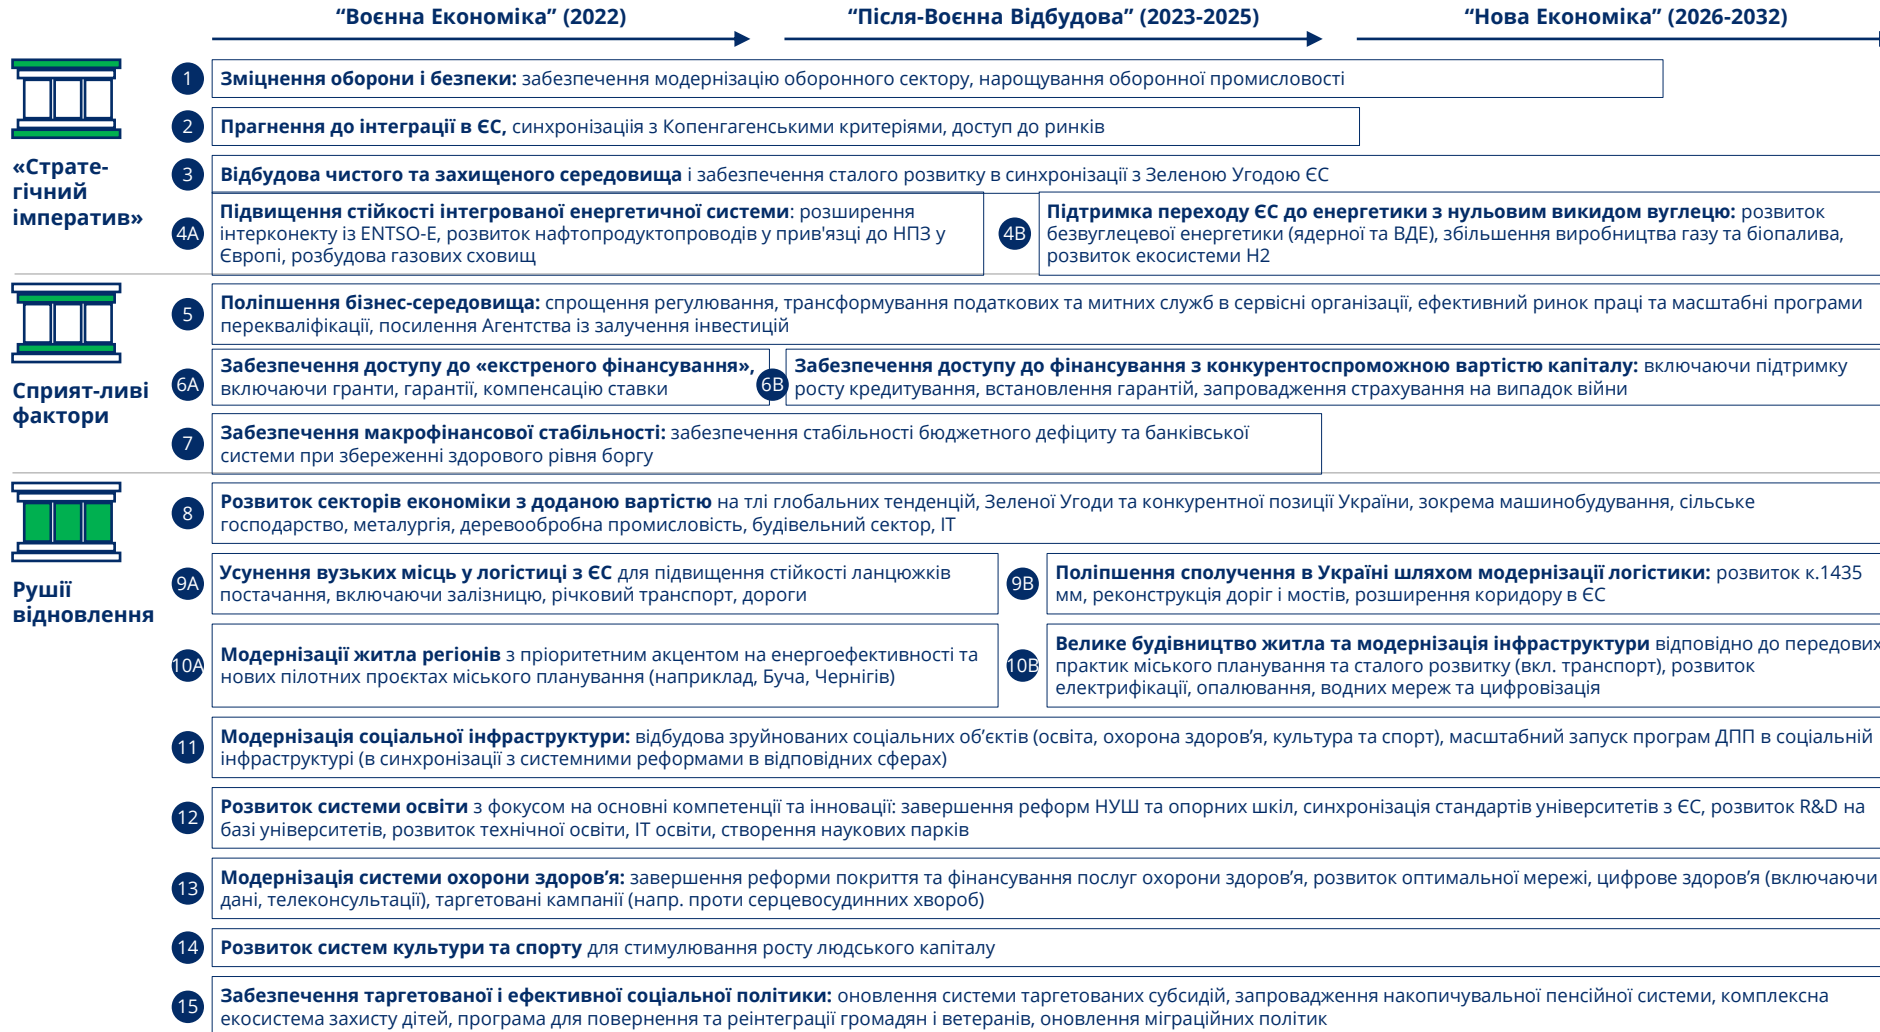 “Воєнна Економіка” (2022)
“Після-Воєнна Відбудова” (2023-2025)
“Нова Економіка” (2026-2032)
«Страте-
гічний
імператив»
1
Зміцнення оборони і безпеки: забезпечення модернізацію оборонного сектору, нарощування оборонної промисловості
2
Прагнення до інтеграції в ЄС, синхронізаціія з Копенгагенськими критеріями, доступ до ринків
3
Відбудова чистого та захищеного середовища і забезпечення сталого розвитку в синхронізації з Зеленою Угодою ЄС
4A
Підвищення стійкості інтегрованої енергетичної системи: розширення
інтерконекту із ENTSO-E, розвиток нафтопродуктопроводів у прив'язці до НПЗ у
Європі, розбудова газових сховищ
4B
Підтримка переходу ЄС до енергетики з нульовим викидом вуглецю: розвиток
безвуглецевої енергетики (ядерної та ВДЕ), збільшення виробництва газу та біопалива,
розвиток екосистеми H2
Сприят-ливі
фактори
5
Поліпшення бізнес-середовища: спрощення регулювання, трансформування податкових та митних служб в сервісні організації, ефективний ринок праці та масштабні програми
перекваліфікації, посилення Агентства із залучення інвестицій
6A
Забезпечення доступу до «екстреного фінансування»,
включаючи гранти, гарантії, компенсацію ставки
6B
Забезпечення доступу до фінансування з конкурентоспроможною вартістю капіталу: включаючи підтримку
росту кредитування, встановлення гарантій, запровадження страхування на випадок війни
7
Забезпечення макрофінансової стабільності: забезпечення стабільності бюджетного дефіциту та банківської
системи при збереженні здорового рівня боргу
Рушії
відновлення
8
Розвиток секторів економіки з доданою вартістю на тлі глобальних тенденцій, Зеленої Угоди та конкурентної позиції України, зокрема машинобудування, сільське
господарство, металургія, деревообробна промисловість, будівельний сектор, ІТ
9A
Усунення вузьких місць у логістиці з ЄС для підвищення стійкості ланцюжків
постачання, включаючи залізницю, річковий транспорт, дороги
9B
Поліпшення сполучення в Україні шляхом модернізації логістики: розвиток к.1435
мм, реконструкція доріг і мостів, розширення коридору в ЄС
10A
Модернізації житла регіонів з пріоритетним акцентом на енергоефективності та
нових пілотних проєктах міського планування (наприклад, Буча, Чернігів)
10B
Велике будівництво житла та модернізація інфраструктури відповідно до передових
практик міського планування та сталого розвитку (вкл. транспорт), розвиток
електрифікації, опалювання, водних мереж та цифровізація
11
Модернізація соціальної інфраструктури: відбудова зруйнованих соціальних об’єктів (освіта, охорона здоров’я, культура та спорт), масштабний запуск програм ДПП в соціальній
інфраструктурі (в синхронізації з системними реформами в відповідних сферах)
12
Розвиток системи освіти з фокусом на основні компетенції та інновації: завершення реформ НУШ та опорних шкіл, синхронізація стандартів університетів з ЄС, розвиток R&D на
базі університетів, розвиток технічної освіти, ІТ освіти, створення наукових парків
13
Модернізація системи охорони здоров’я: завершення реформи покриття та фінансування послуг охорони здоров’я, розвиток оптимальної мережі, цифрове здоров’я (включаючи
дані, телеконсультації), таргетовані кампанії (напр. проти серцевосудинних хвороб)
14
Розвиток систем культури та спорту для стимулювання росту людського капіталу
15
Забезпечення таргетованої і ефективної соціальної політики: оновлення системи таргетованих субсидій, запровадження накопичувальної пенсійної системи, комплексна
екосистема захисту дітей, програма для повернення та реінтеграції громадян і ветеранів, оновлення міграційних політик